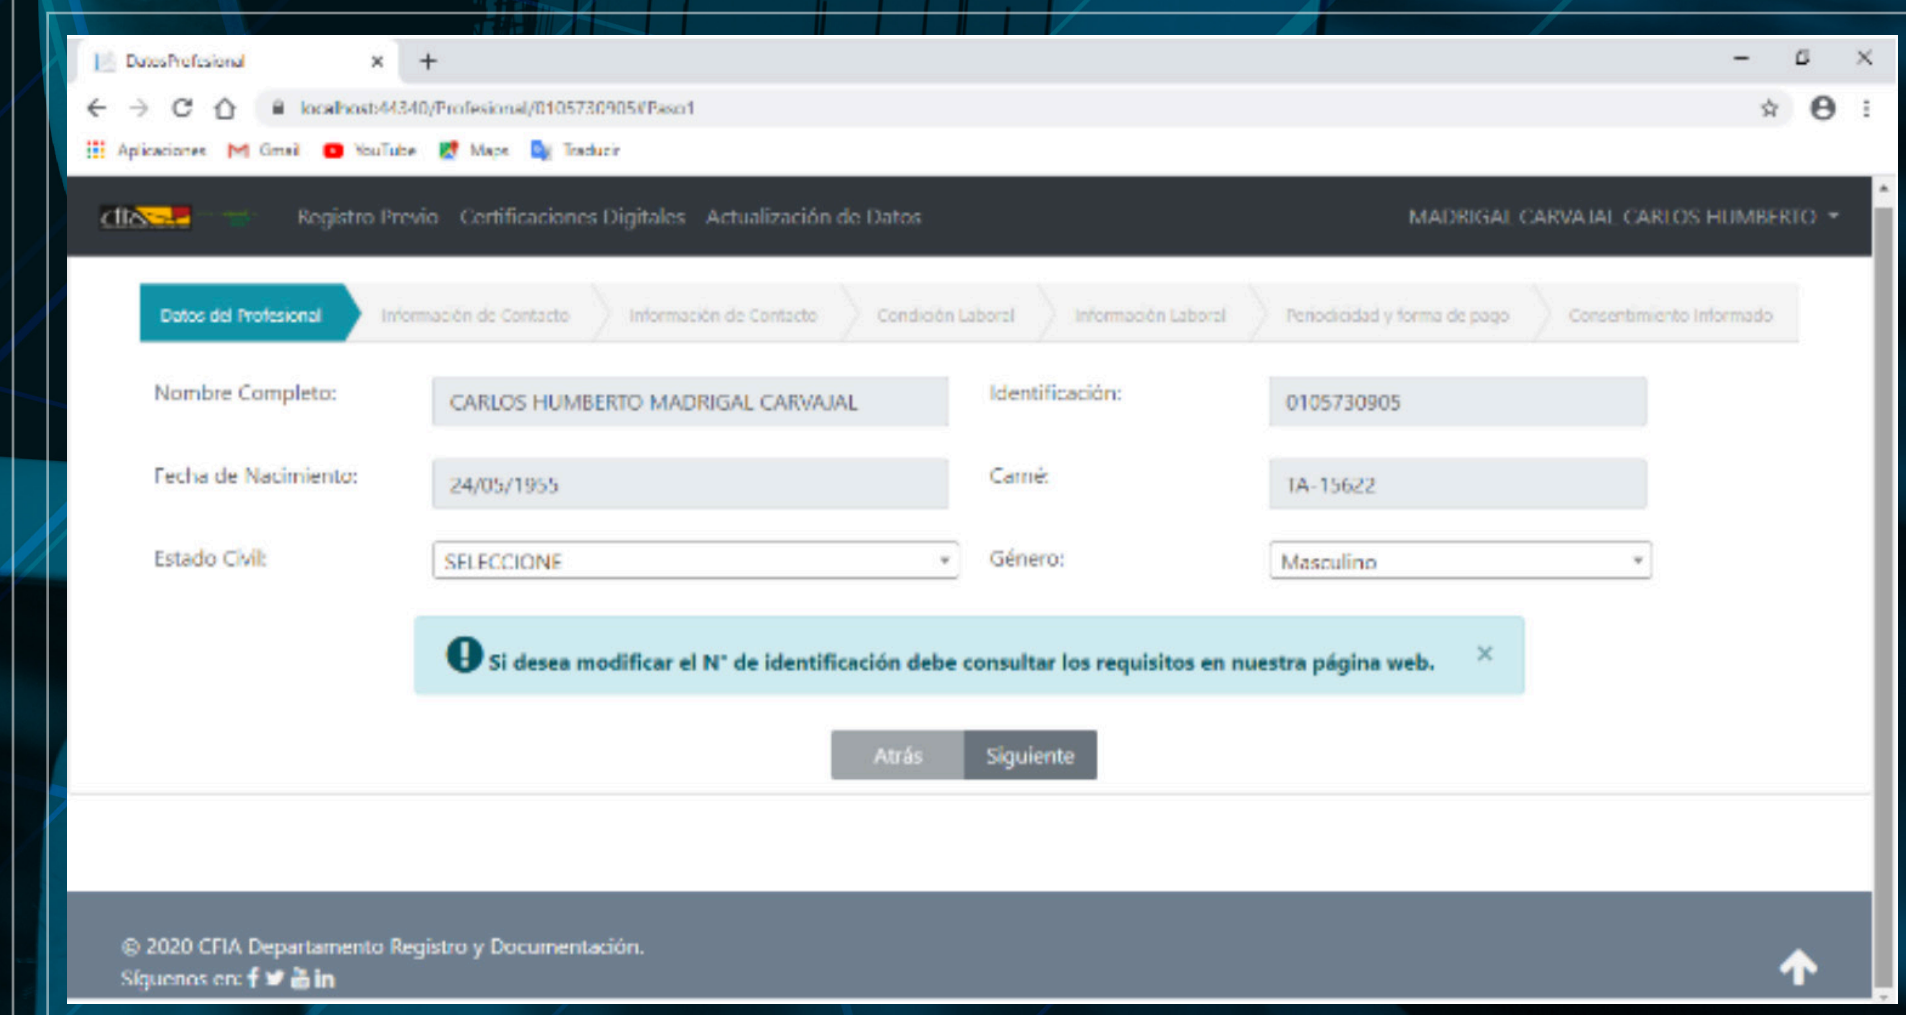 DatosProfesional
localhost:44340/Profesional/0105730905#Paso1
Aplicaciones Gmail YouTube Maps Traducir
cfia Registro Previo Certificaciones Digitales Actualización de Datos MADRIGAL CARVAJAL CARLOS HUMBERTO
Datos del Profesional Información de Contacto Información de Contacto Condición Laboral Información Laboral Periodicidad y forma de pago Consentimiento Informado
Nombre Completo: CARLOS HUMBERTO MADRIGAL CARVAJAL Identificación: 0105730905
Fecha de Nacimiento: 24/05/1955 Carné: TA-15622
Estado Civil: SELECCIONE Género: Masculino
Si desea modificar el N° de identificación debe consultar los requisitos en nuestra página web. ×
Atrás Siguiente
© 2020 CFIA Departamento Registro y Documentación.
Síguenos en: